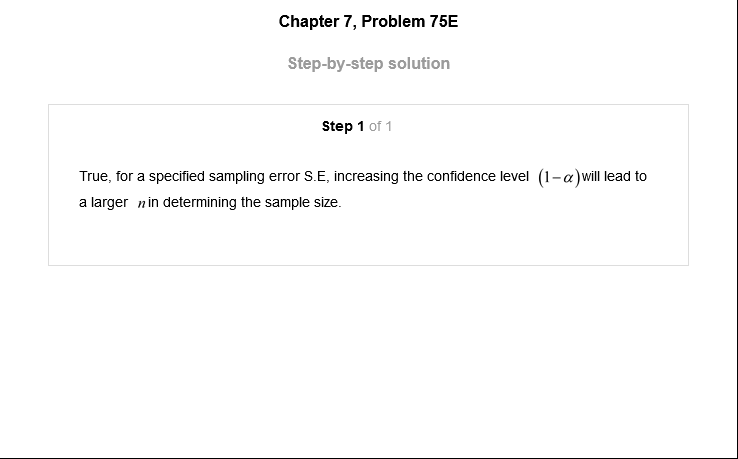 Chapter 7, Problem 75E
Step-by-step solution
Step 1 of 1
True, for a specified sampling error S.E, increasing the confidence level (1−α)will lead to
a larger n in determining the sample size.